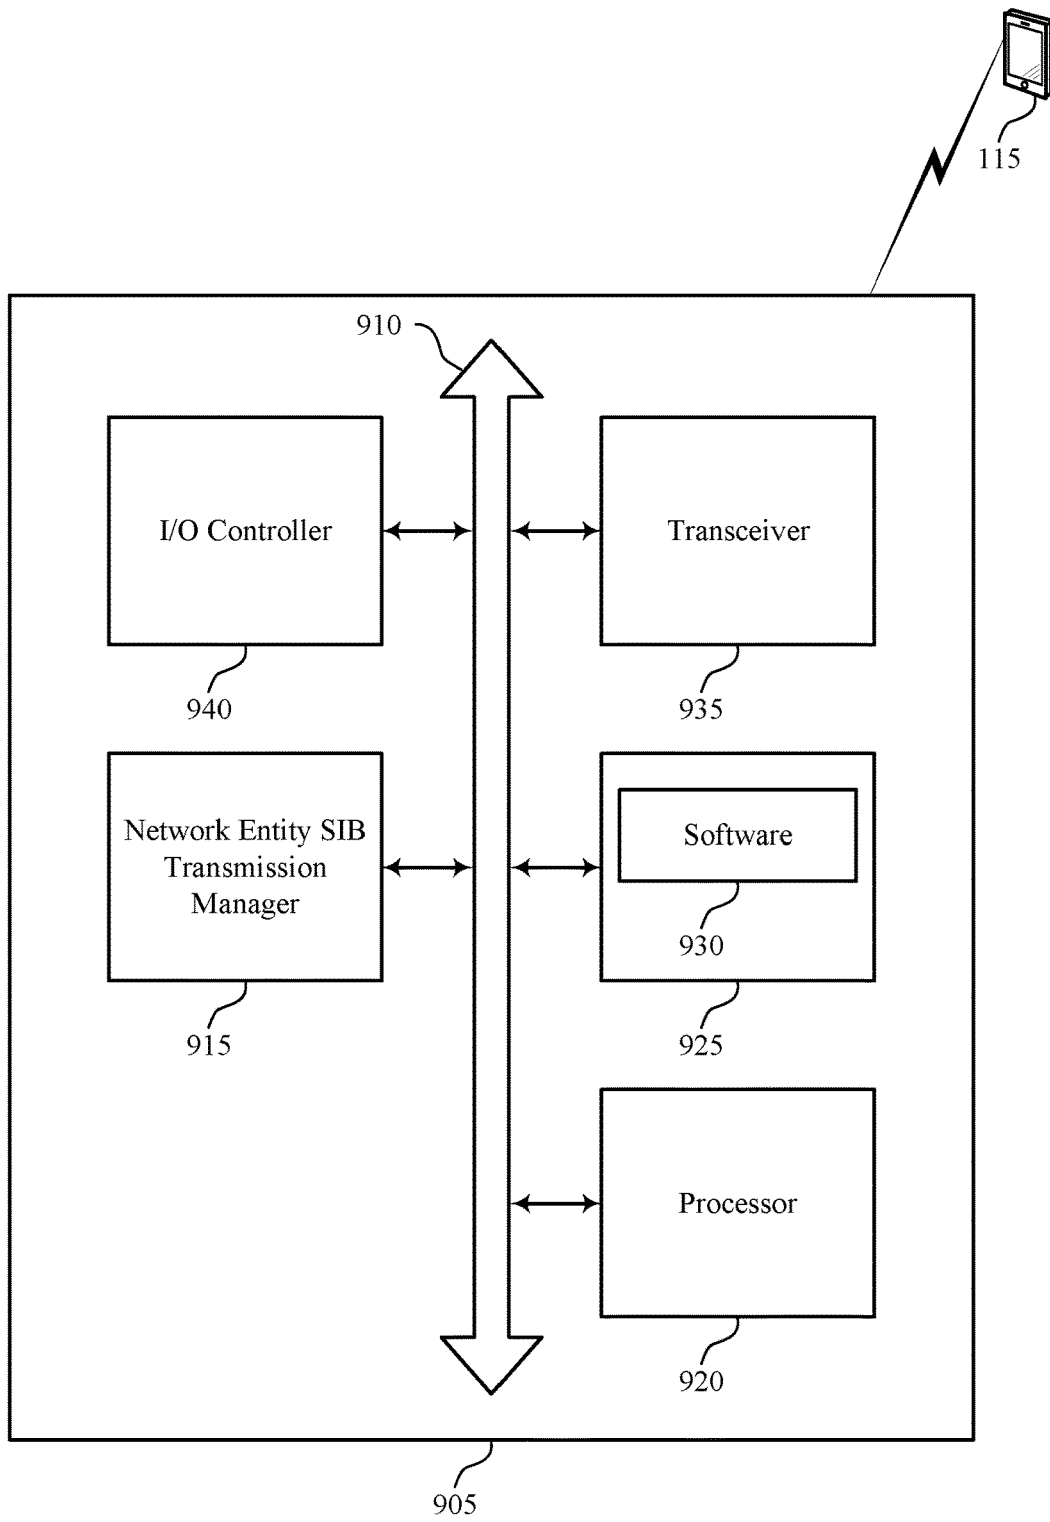 115
910
I/O Controller
Transceiver
940
935
Network Entity SIB
Transmission
Manager
Software
930
915
925
Processor
920
905